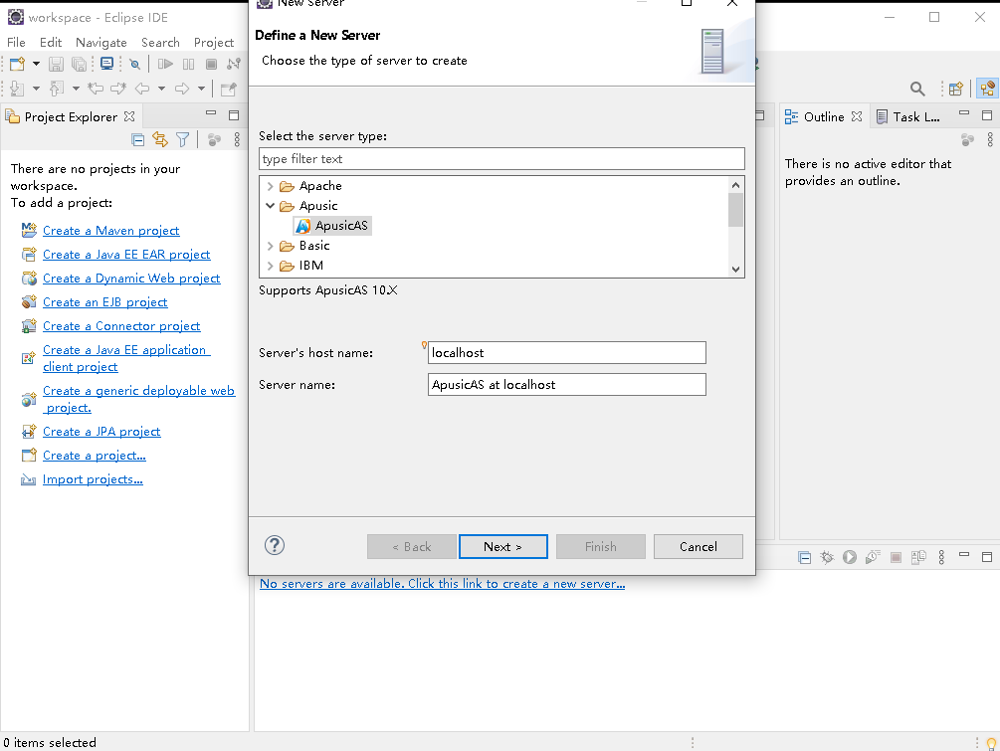 workspace - Eclipse IDE
File Edit Navigate Search Project
New Server
Define a New Server
Choose the type of server to create
Project Explorer
There are no projects in your
workspace.
To add a project:
Create a Maven project
Create a Java EE EAR project
Create a Dynamic Web project
Create an EJB project
Create a Connector project
Create a Java EE application
client project
Create a generic deployable web
project.
Create a JPA project
Create a project...
Import projects...
Select the server type:
type filter text
Apache
Apusic
ApusicAS
Basic
IBM
Supports ApusicAS 10.X
Server's host name:
localhost
Server name:
ApusicAS at localhost
< Back
Next >
Finish
Cancel
Outline
Task L...
There is no active editor that
provides an outline.
No servers are available. Click this link to create a new server...
0 items selected